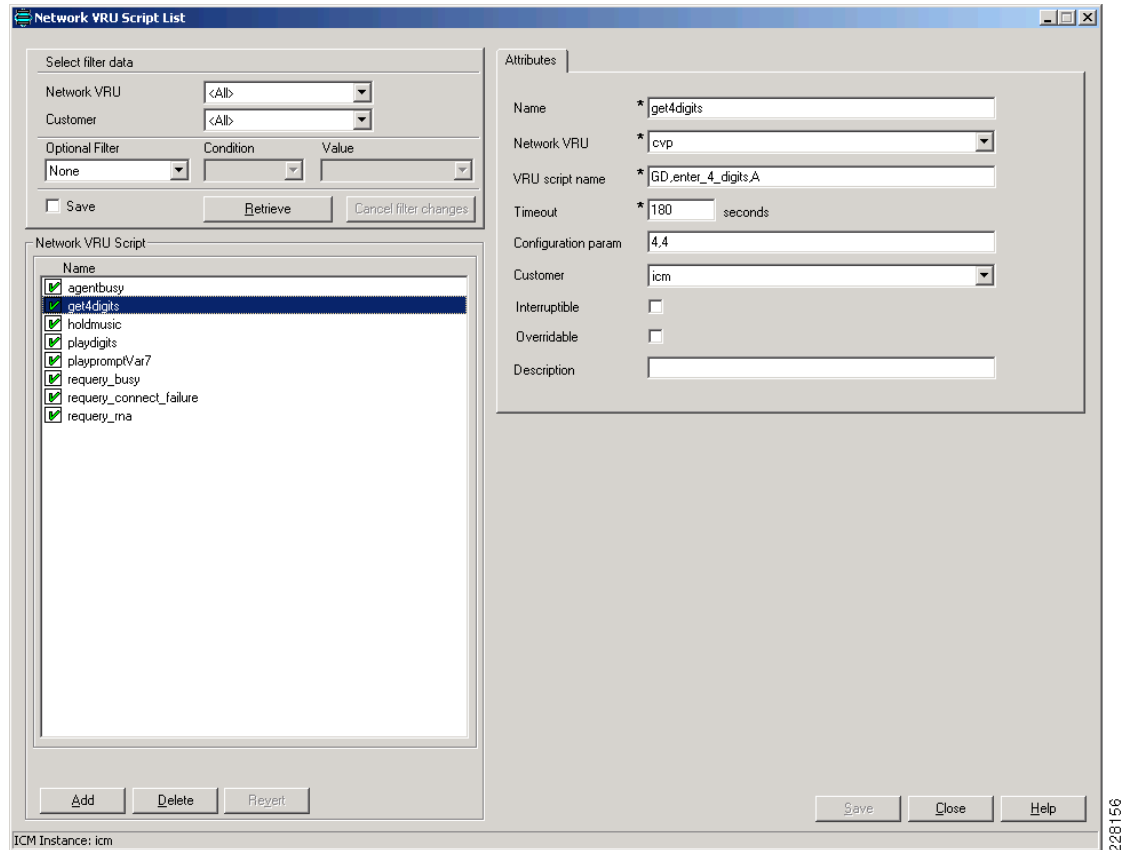 Network VRU Script List
Select filter data
Network VRU <All>
Customer <All>
Optional Filter Condition Value
None
Save Retrieve Cancel filter changes
Network VRU Script
Name
agentbusy
get4digits
holdmusic
playdigits
playpromptVar7
requery_busy
requery_connect_failure
requery_rna
Add Delete Revert
Attributes
Name * get4digits
Network VRU * cvp
VRU script name * GD,enter_4_digits,A
Timeout * 180 seconds
Configuration param 4,4
Customer icm
Interruptible
Overridable
Description
Save Close Help
ICM Instance: icm
228156